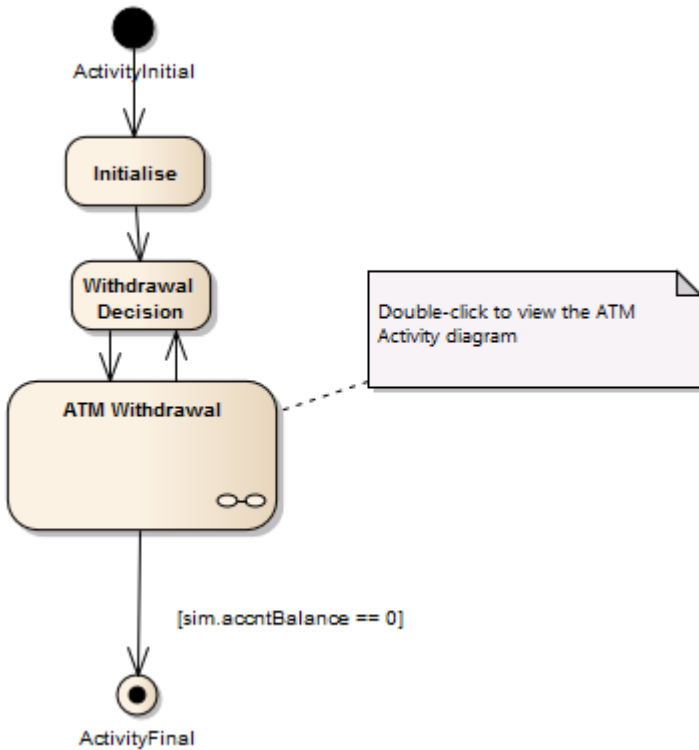 ActivityInitial
Initialise
Withdrawal
Decision
Double-click to view the ATM
Activity diagram
ATM Withdrawal
[sim.accntBalance == 0]
ActivityFinal